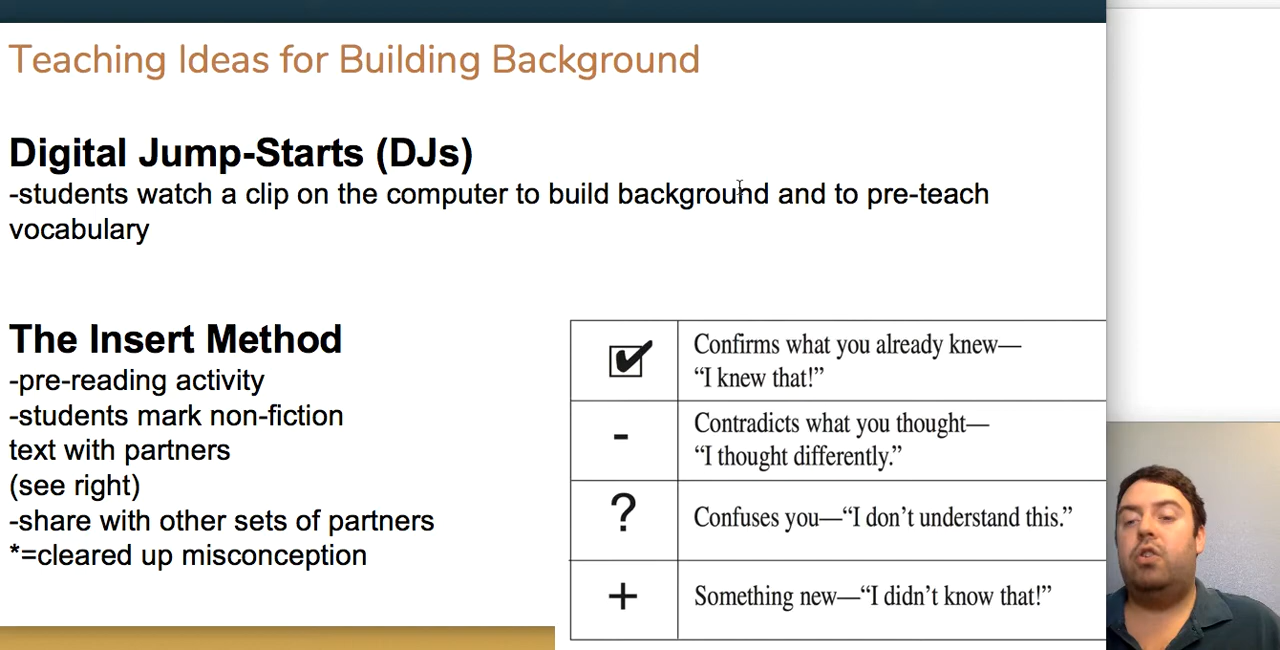 Teaching Ideas for Building Background
Digital Jump-Starts (DJs)
-students watch a clip on the computer to build background and to pre-teach
vocabulary
The Insert Method
-pre-reading activity
-students mark non-fiction
text with partners
(see right)
-share with other sets of partners
*=cleared up misconception
Confirms what you already knew—
“I knew that!”
-
Contradicts what you thought—
“I thought differently.”
?
Confuses you—“I don’t understand this.”
+
Something new—“I didn’t know that!”